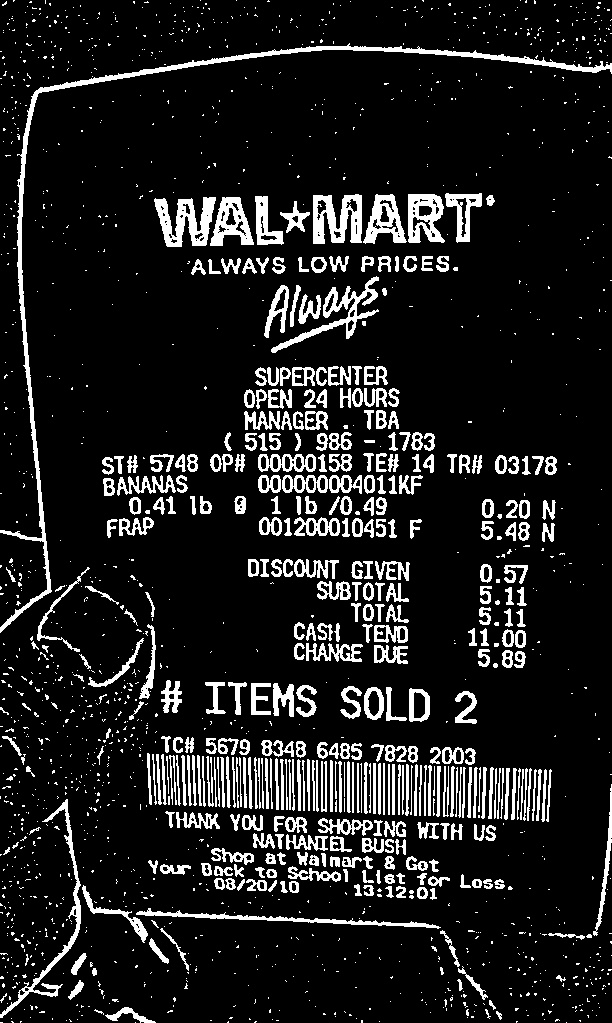 WAL★MART
ALWAYS LOW PRICES.
Always.
SUPERCENTER
OPEN 24 HOURS
MANAGER . TBA
( 515 ) 986 - 1783
ST# 5748 OP# 00000158 TE# 14 TR# 03178
BANANAS 000000004011KF
0.41 lb @ 1 lb /0.49 0.20 N
FRAP 001200010451 F 5.48 N
DISCOUNT GIVEN 0.57
SUBTOTAL 5.11
TOTAL 5.11
CASH TEND 11.00
CHANGE DUE 5.89
# ITEMS SOLD 2
TC# 5679 8348 6485 7828 2003
THANK YOU FOR SHOPPING WITH US
NATHANIEL BUSH
Shop at Walmart & Get
Your Back to School List for Less.
08/20/10 13:12:01